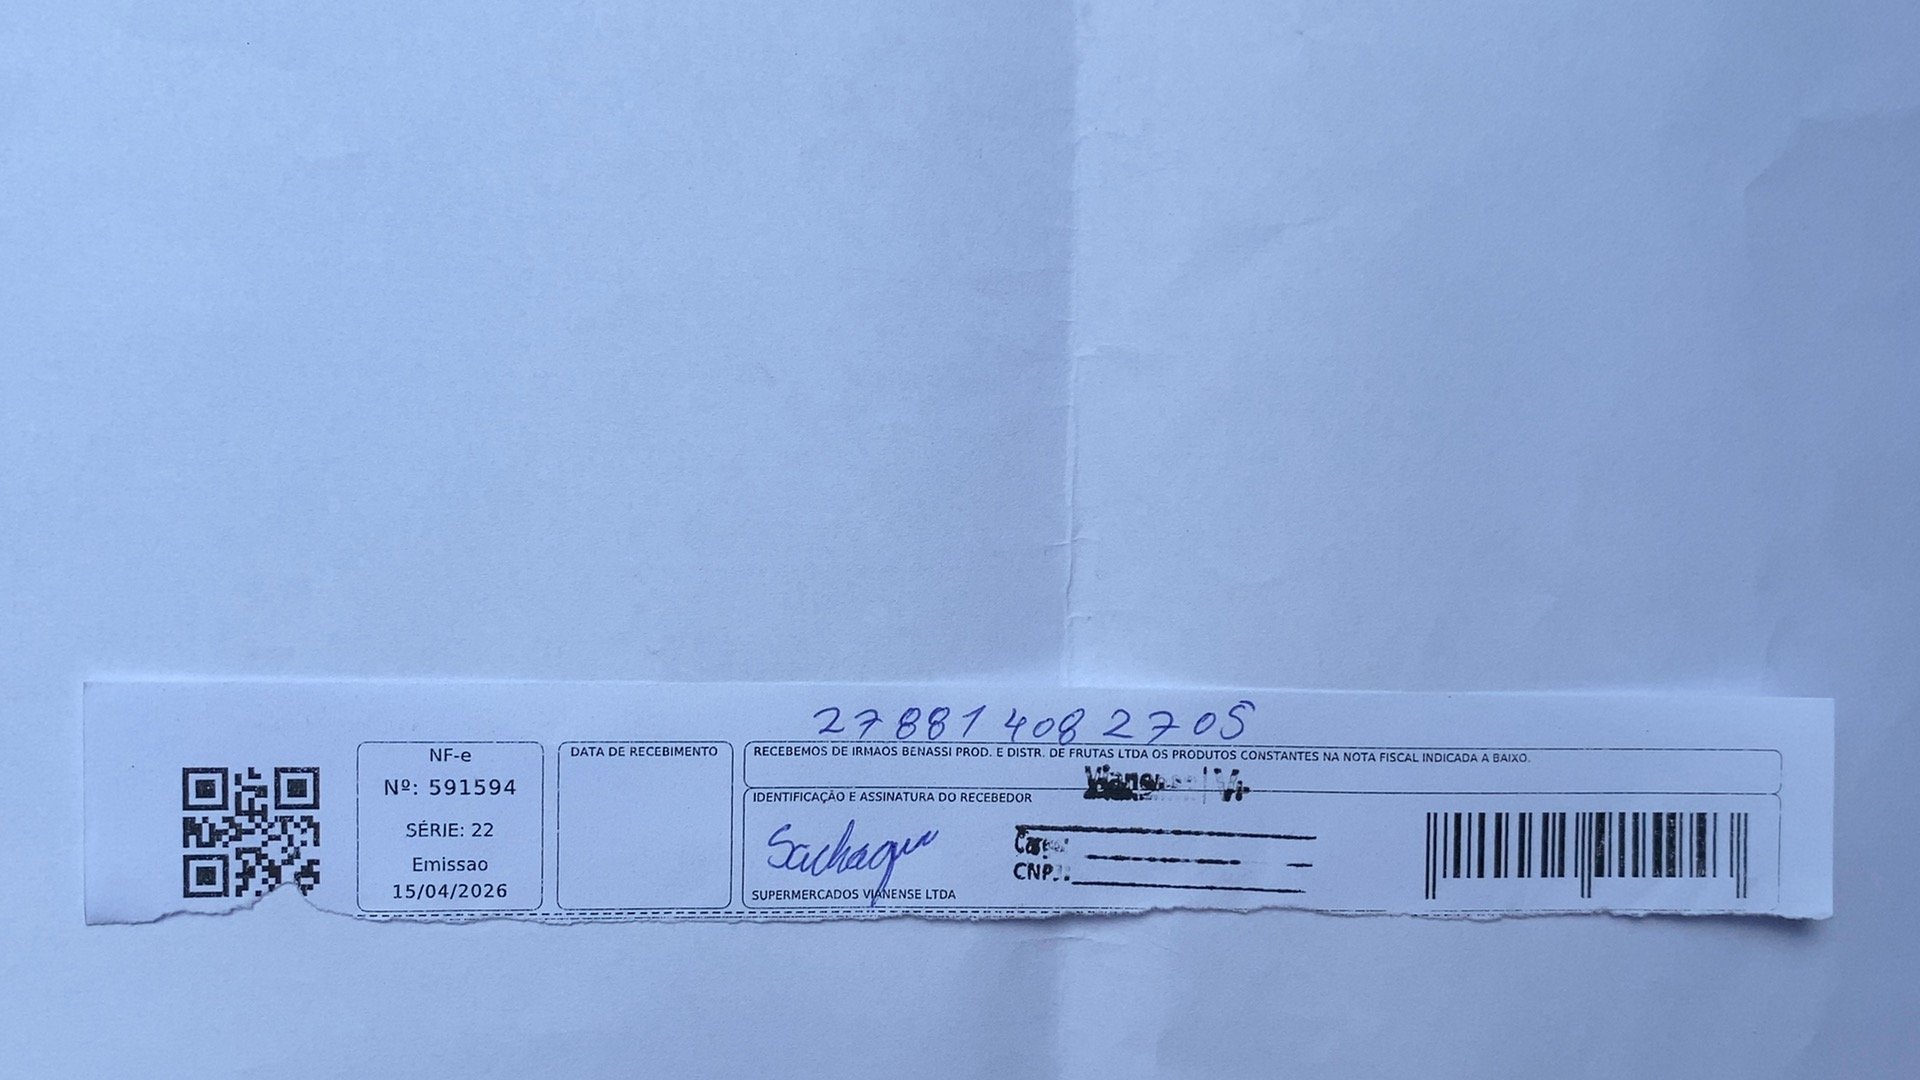 27881 408 2705
NF-e
Nº: 591594
SÉRIE: 22
Emissao
15/04/2026
DATA DE RECEBIMENTO
RECEBEMOS DE IRMAOS BENASSI PROD. E DISTR. DE FRUTAS LTDA OS PRODUTOS CONSTANTES NA NOTA FISCAL INDICADA A BAIXO.
IDENTIFICAÇÃO E ASSINATURA DO RECEBEDOR
SUPERMERCADOS VIANENSE LTDA